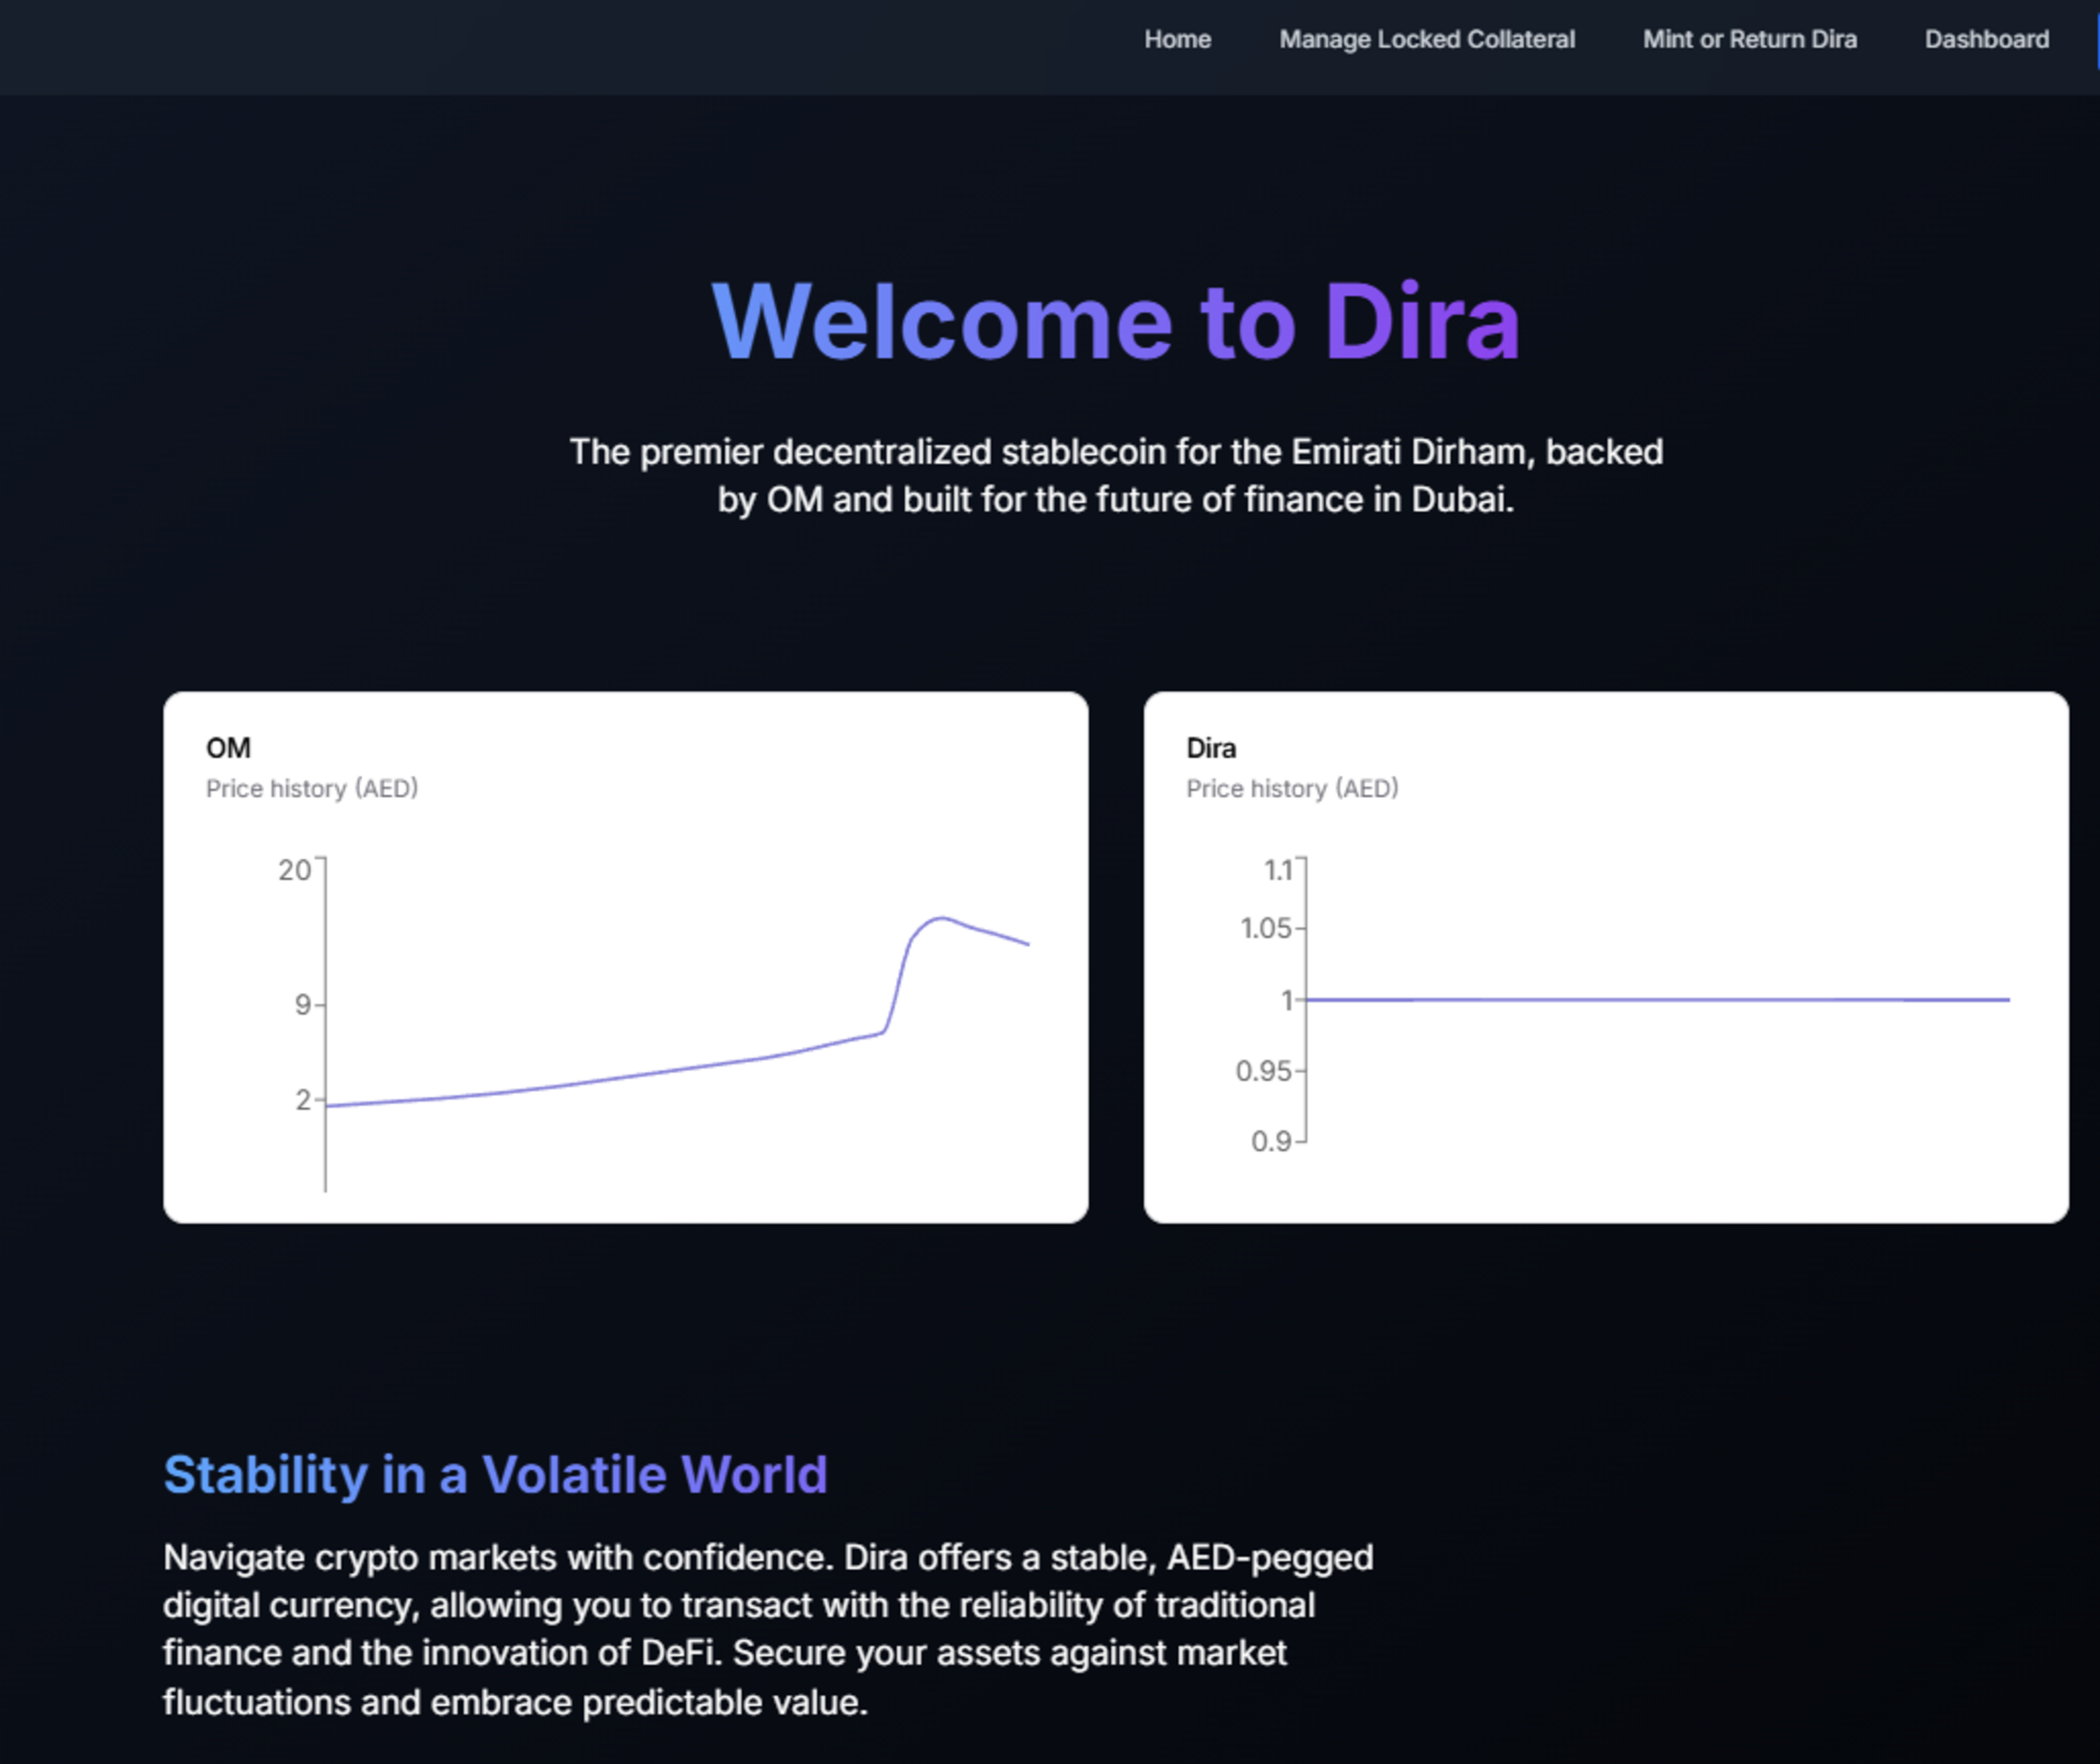 Home Manage Locked Collateral Mint or Return Dira Dashboard
Welcome to Dira
The premier decentralized stablecoin for the Emirati Dirham, backed
by OM and built for the future of finance in Dubai.
OM
Price history (AED)
20
9
2
Dira
Price history (AED)
1.1
1.05
1
0.95
0.9
Stability in a Volatile World
Navigate crypto markets with confidence. Dira offers a stable, AED-pegged
digital currency, allowing you to transact with the reliability of traditional
finance and the innovation of DeFi. Secure your assets against market
fluctuations and embrace predictable value.